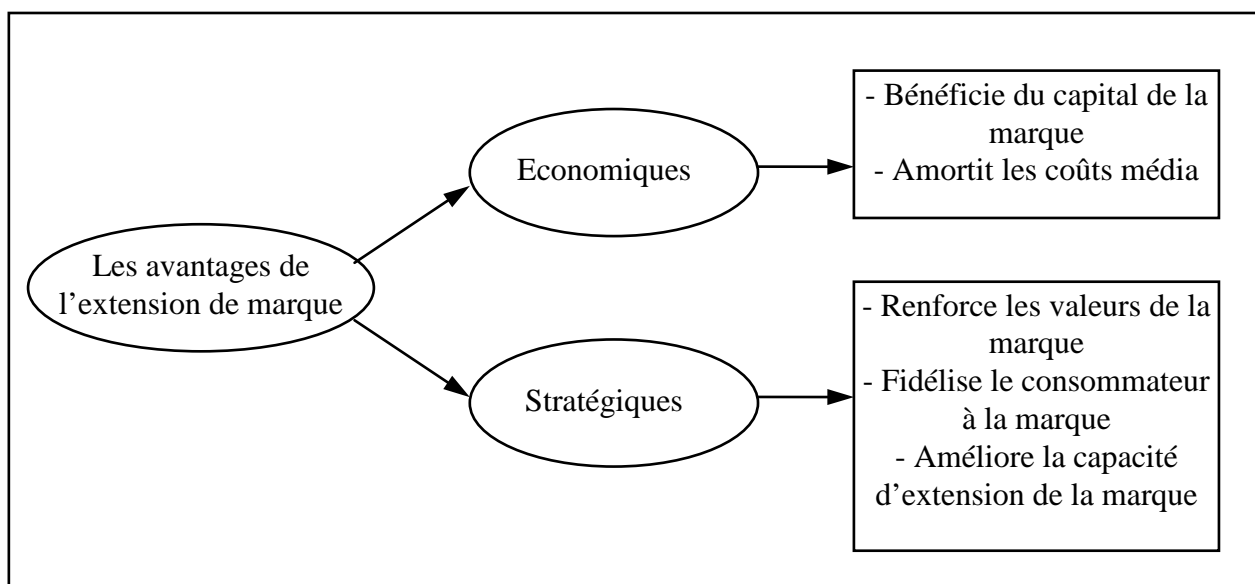 Les avantages de
l’extension de marque
Economiques
- Bénéficie du capital de la
marque
- Amortit les coûts média
Stratégiques
- Renforce les valeurs de la
marque
- Fidélise le consommateur
à la marque
- Améliore la capacité
d’extension de la marque